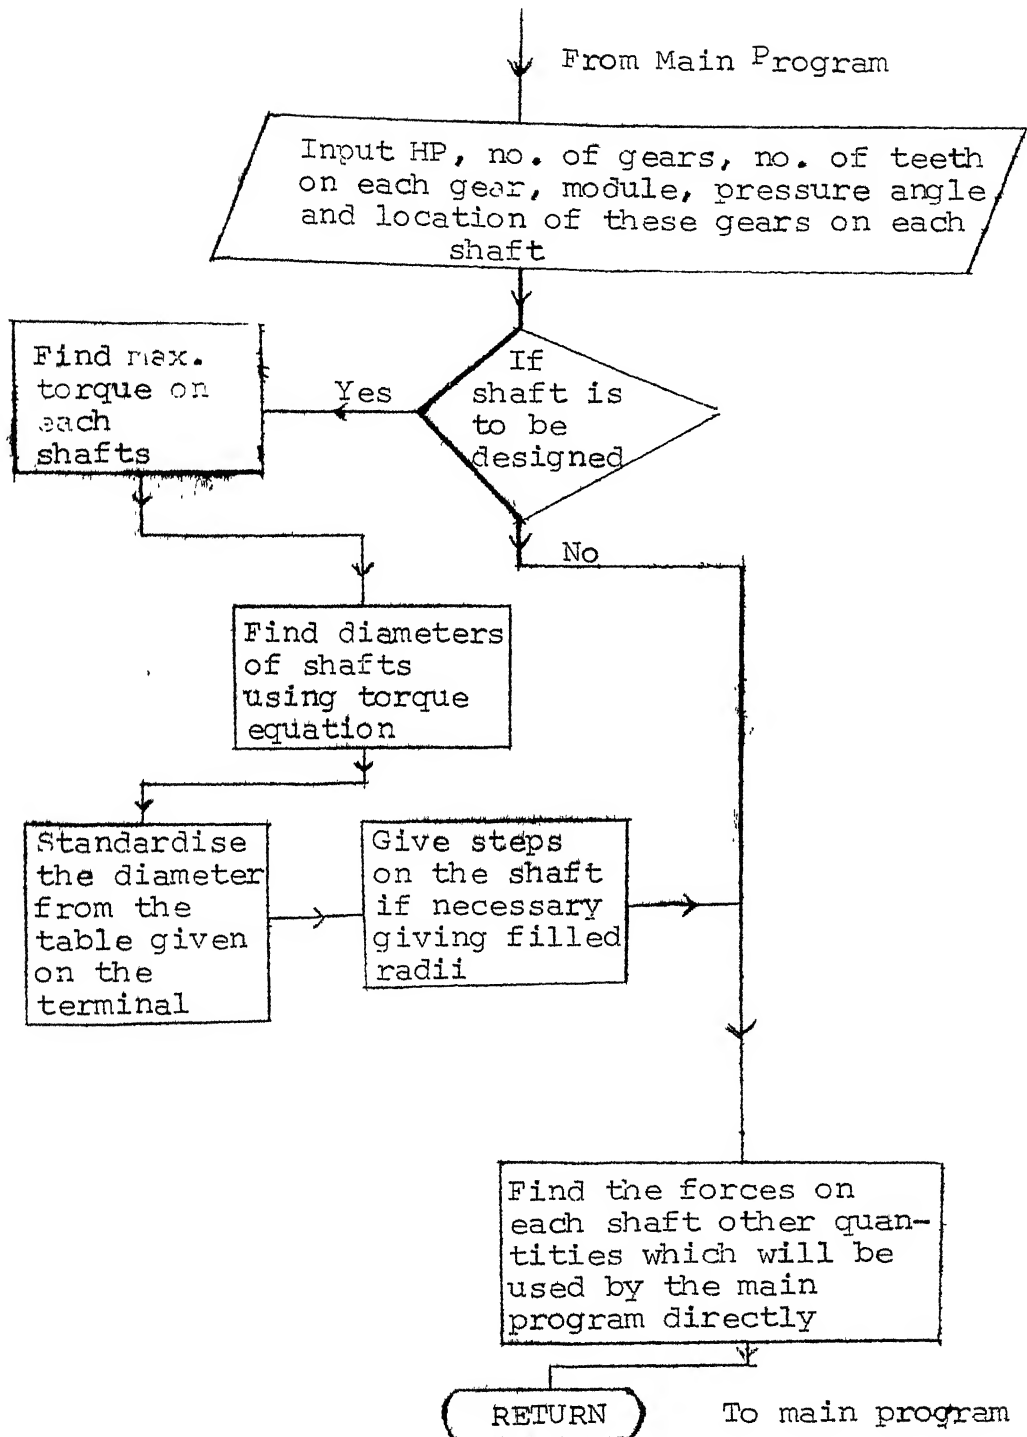 From Main Program
Input HP, no. of gears, no. of teeth
on each gear, module, pressure angle
and location of these gears on each
shaft
If
shaft is
to be
designed
Yes
Find max.
torque on
each
shafts
No
Find diameters
of shafts
using torque
equation
Standardise
the diameter
from the
table given
on the
terminal
Give steps
on the shaft
if necessary
giving filled
radii
Find the forces on
each shaft other quan-
tities which will be
used by the main
program directly
RETURN
To main program